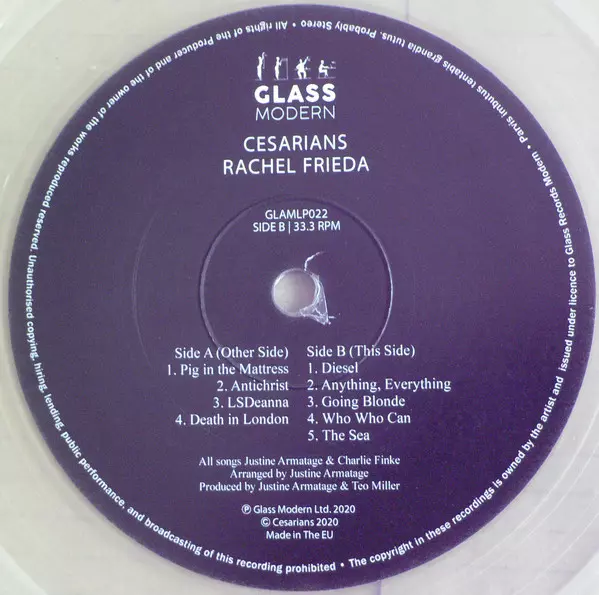 GLASS
MODERN
CESARIANS
RACHEL FRIEDA
GLAMLP022
SIDE B | 33.3 RPM
Side A (Other Side)
1. Pig in the Mattress
2. Antichrist
3. LSDeanna
4. Death in London
Side B (This Side)
1. Diesel
2. Anything, Everything
3. Going Blonde
4. Who Who Can
5. The Sea
All songs Justine Armatage & Charlie Finke
Arranged by Justine Armatage
Produced by Justine Armatage & Teo Miller
℗ Glass Modern Ltd. 2020
© Cesarians 2020
Made in The EU
• All rights of the Producer and of the owner of the works reproduced reserved. Unauthorised copying, hiring, lending, public performance, and broadcasting of this recording prohibited • The copyright in these recordings is owned by the artist and issued under licence to Glass Records Modern • Parvis imbutus tentabis grandia tutus. Probably Stereo